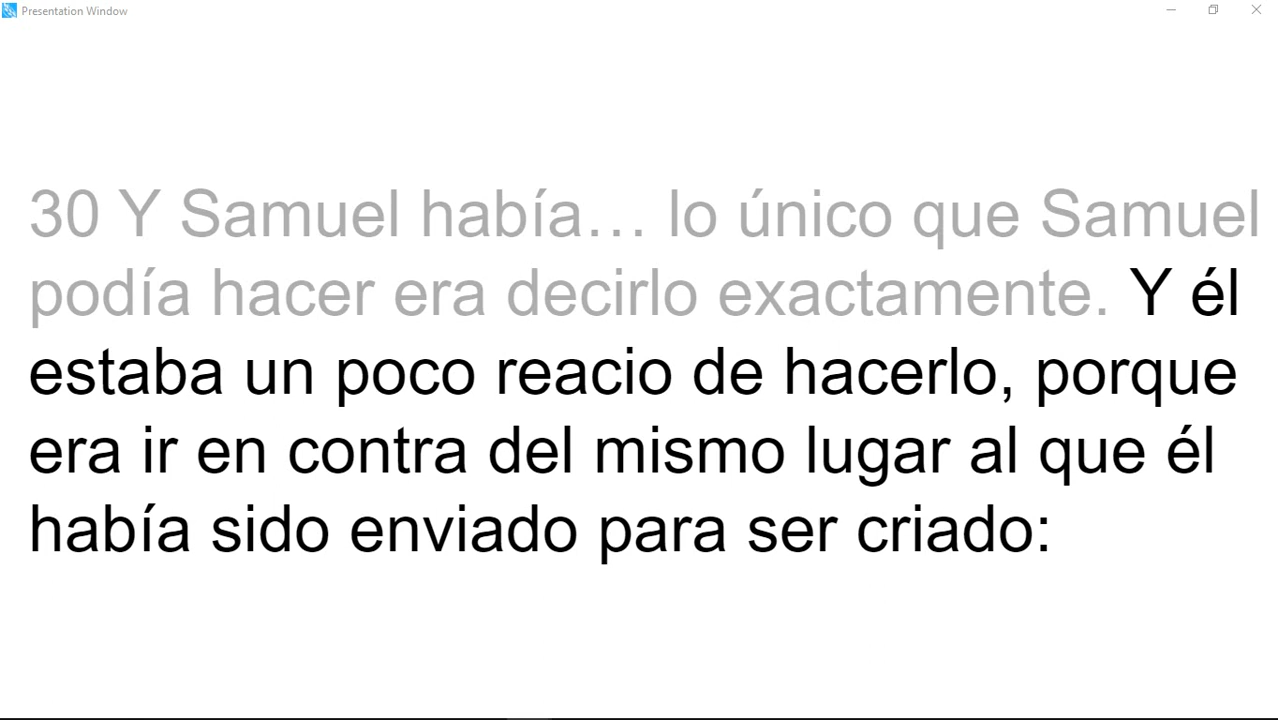 Presentation Window
30 Y Samuel había… lo único que Samuel
podía hacer era decirlo exactamente. Y él
estaba un poco reacio de hacerlo, porque
era ir en contra del mismo lugar al que él
había sido enviado para ser criado: